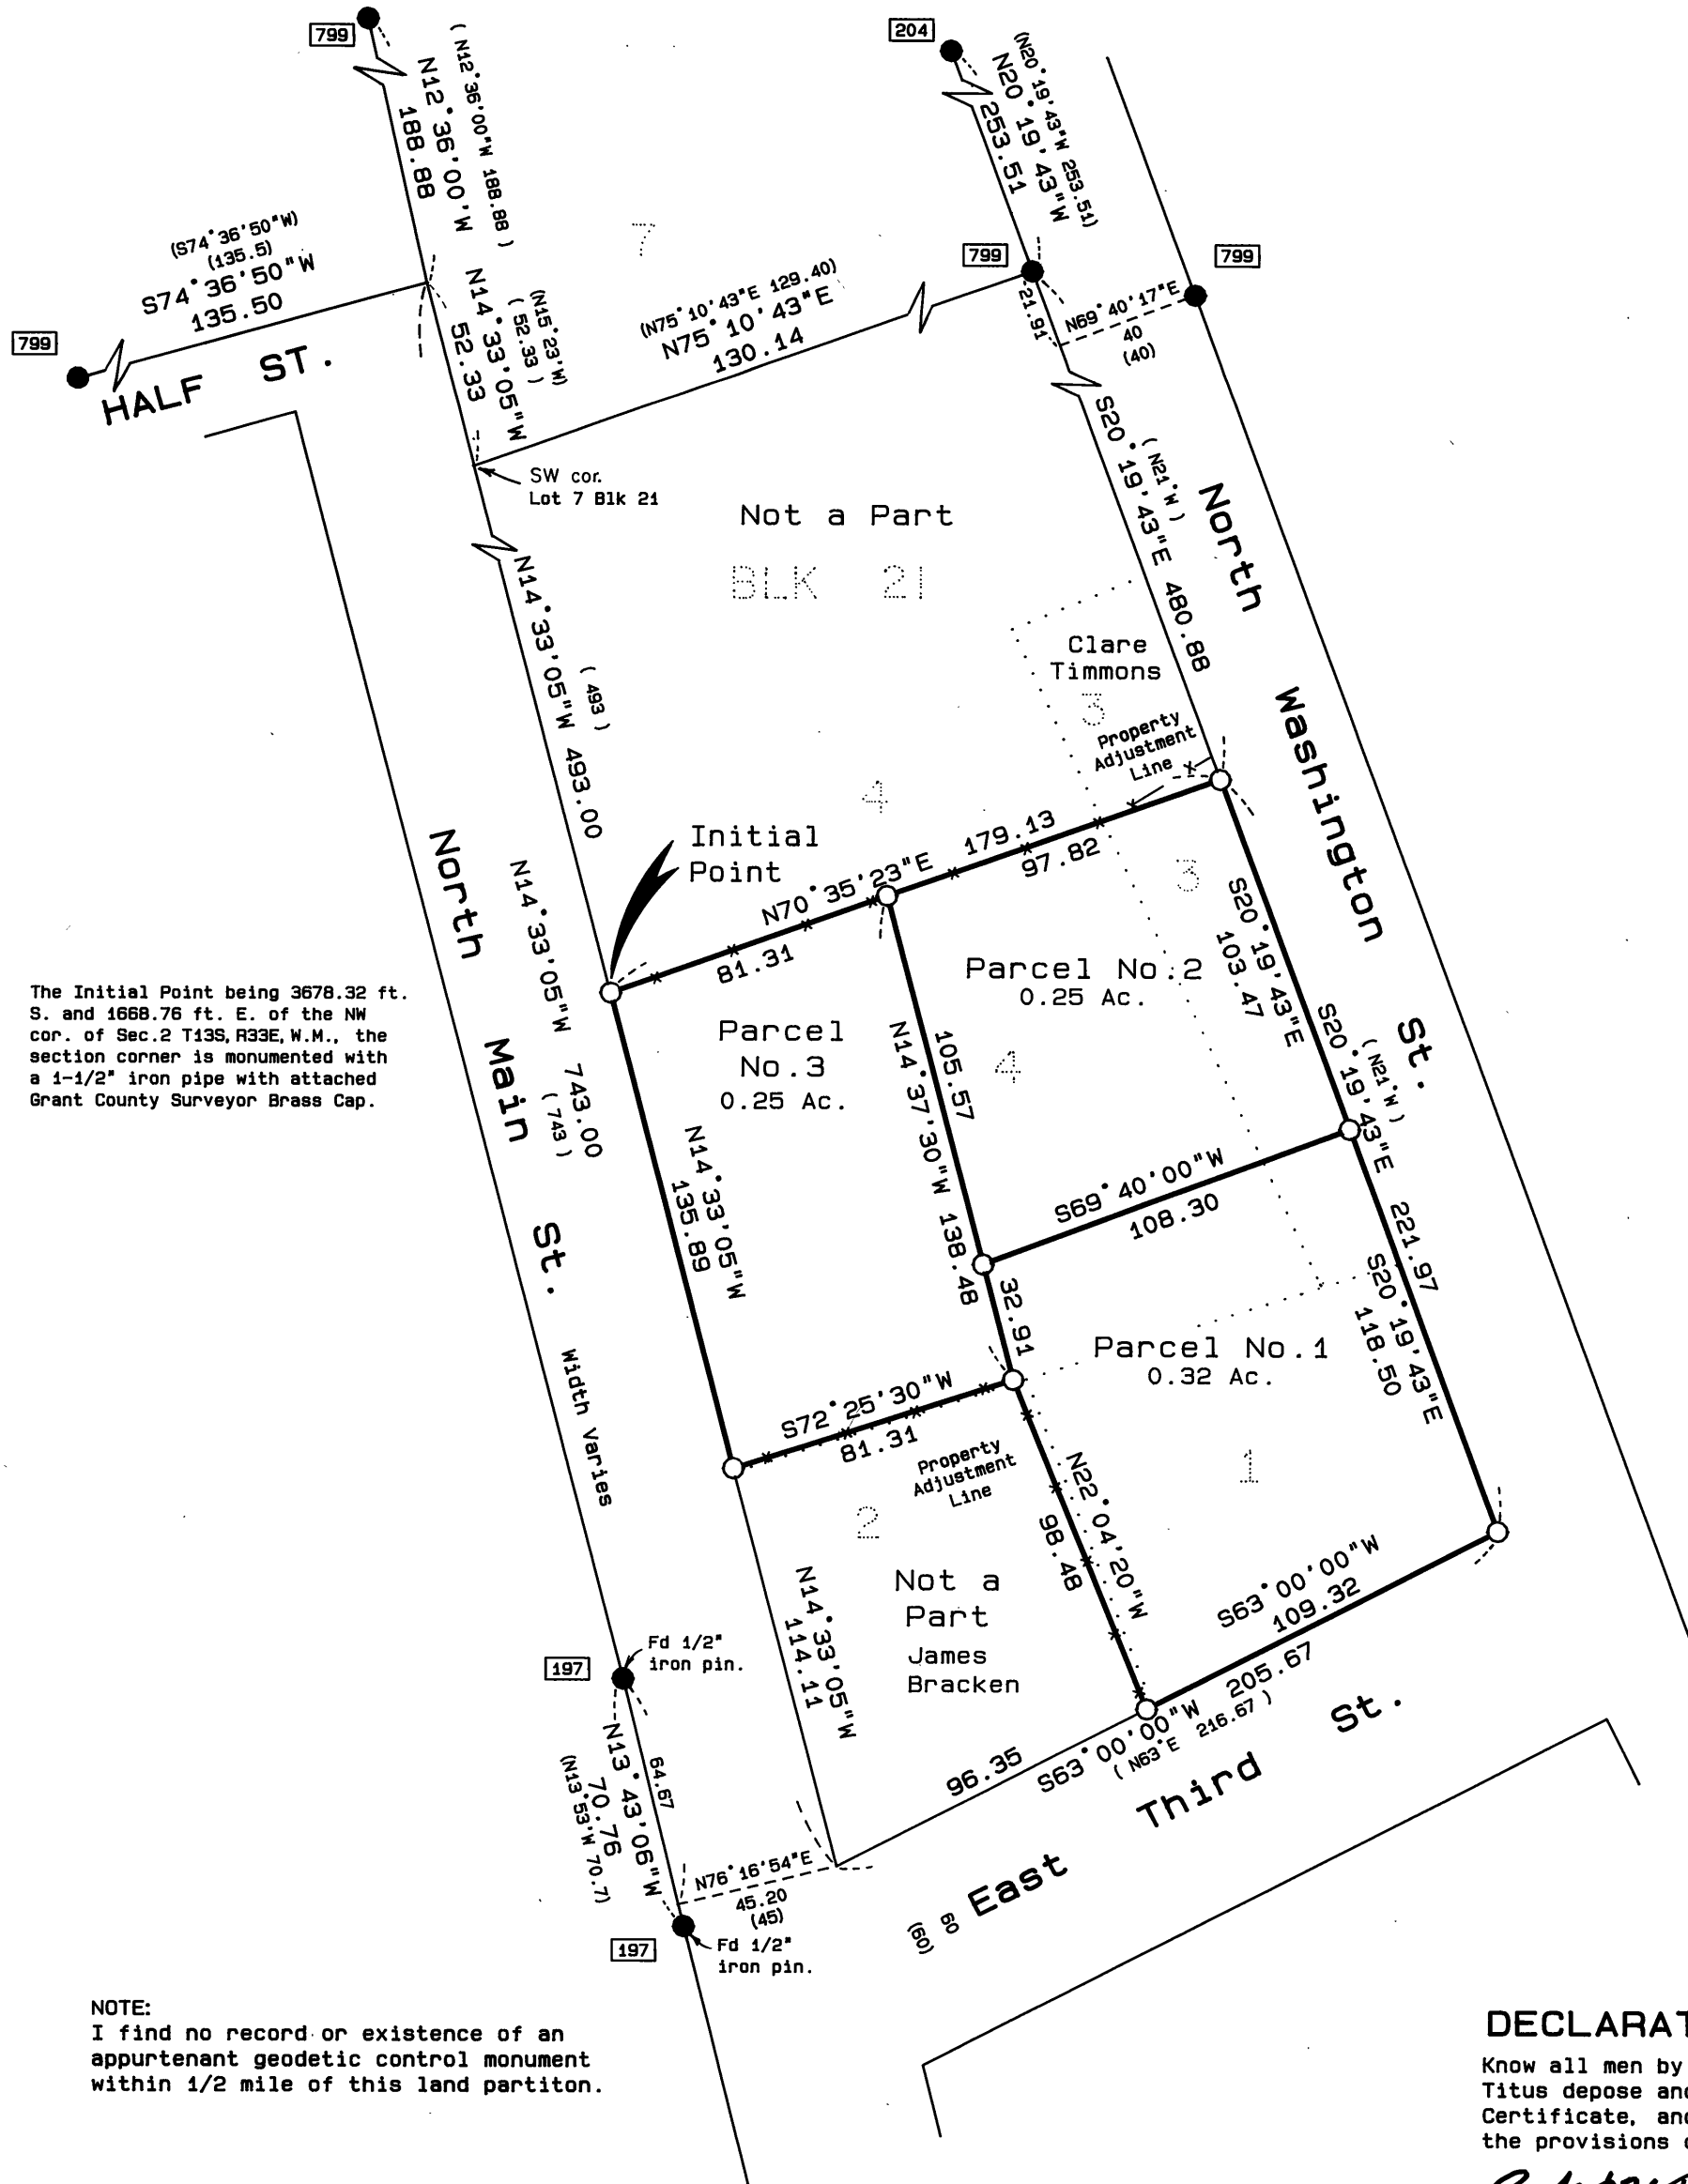 799
( N12°36'00"W 188.88 )
N12°36'00'W
188.88
204
(N20°19'43"W 253.51)
N20°19'43"W
253.51
(S74°36'50"W)
(135.5)
S74°36'50"W
135.50
799
HALF ST.
7
N14°33'05"W
52.33
(N15°23'W)
( 52.33 )
(N75°10'43"E 129.40)
N75°10'43"E
130.14
799
799
21.91
N69°40'17"E
40
(40)
SW cor.
Lot 7 Blk 21
Not a Part
BLK 21
S20°19'43"E 480.88
( N21°W )
North Washington St.
N14°33'05"W 493.00
( 493 )
Clare
Timmons
3
Property
Adjustment
Line
4
Initial
Point
N70°35'23"E 179.13
81.31
97.82
3
S20°19'43"E
103.47
North Main St.
Width Varies
N14°33'05"W 743.00
( 743 )
The Initial Point being 3678.32 ft.
S. and 1668.76 ft. E. of the NW
cor. of Sec.2 T13S, R33E, W.M., the
section corner is monumented with
a 1-1/2" iron pipe with attached
Grant County Surveyor Brass Cap.
Parcel No.2
0.25 Ac.
Parcel
No.3
0.25 Ac.
4
105.57
N14°37'30"W 138.48
32.91
S20°19'43"E 221.97
( N21°W )
S69°40'00"W
108.30
N14°33'05"W
135.89
S20°19'43"E
118.50
Parcel No.1
0.32 Ac.
S72°25'30"W
81.31
Property
Adjustment
Line
1
2
N22°04'20"W
98.48
Not a
Part
James
Bracken
S63°00'00"W
109.32
N14°33'05"W
114.11
197
Fd 1/2"
iron pin.
S63°00'00"W 205.67
( N63°E 216.67 )
96.35
East Third St.
60
(60)
64.67
N13°43'06"W
70.76
(N13°53'W 70.7)
N76°16'54"E
45.20
(45)
197
Fd 1/2"
iron pin.
NOTE:
I find no record or existence of an
appurtenant geodetic control monument
within 1/2 mile of this land partiton.
DECLARAT
Know all men by
Titus depose and
Certificate, and
the provisions o